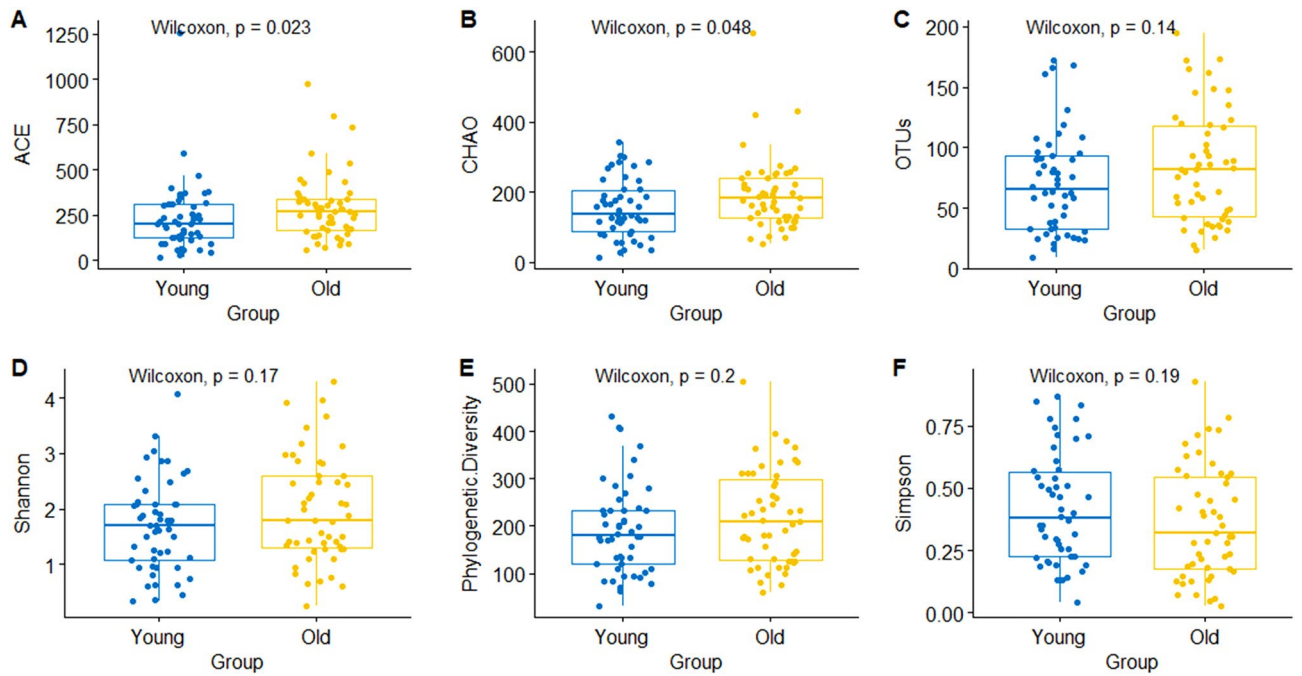 A
Wilcoxon, p = 0.023
ACE
1250
1000
750
500
250
0
Young
Old
Group
B
Wilcoxon, p = 0.048
CHAO
600
400
200
0
Young
Old
Group
C
Wilcoxon, p = 0.14
OTUs
200
150
100
50
0
Young
Old
Group
D
Wilcoxon, p = 0.17
Shannon
4
3
2
1
Young
Old
Group
E
Wilcoxon, p = 0.2
Phylogenetic.Diversity
500
400
300
200
100
Young
Old
Group
F
Wilcoxon, p = 0.19
Simpson
0.75
0.50
0.25
0.00
Young
Old
Group